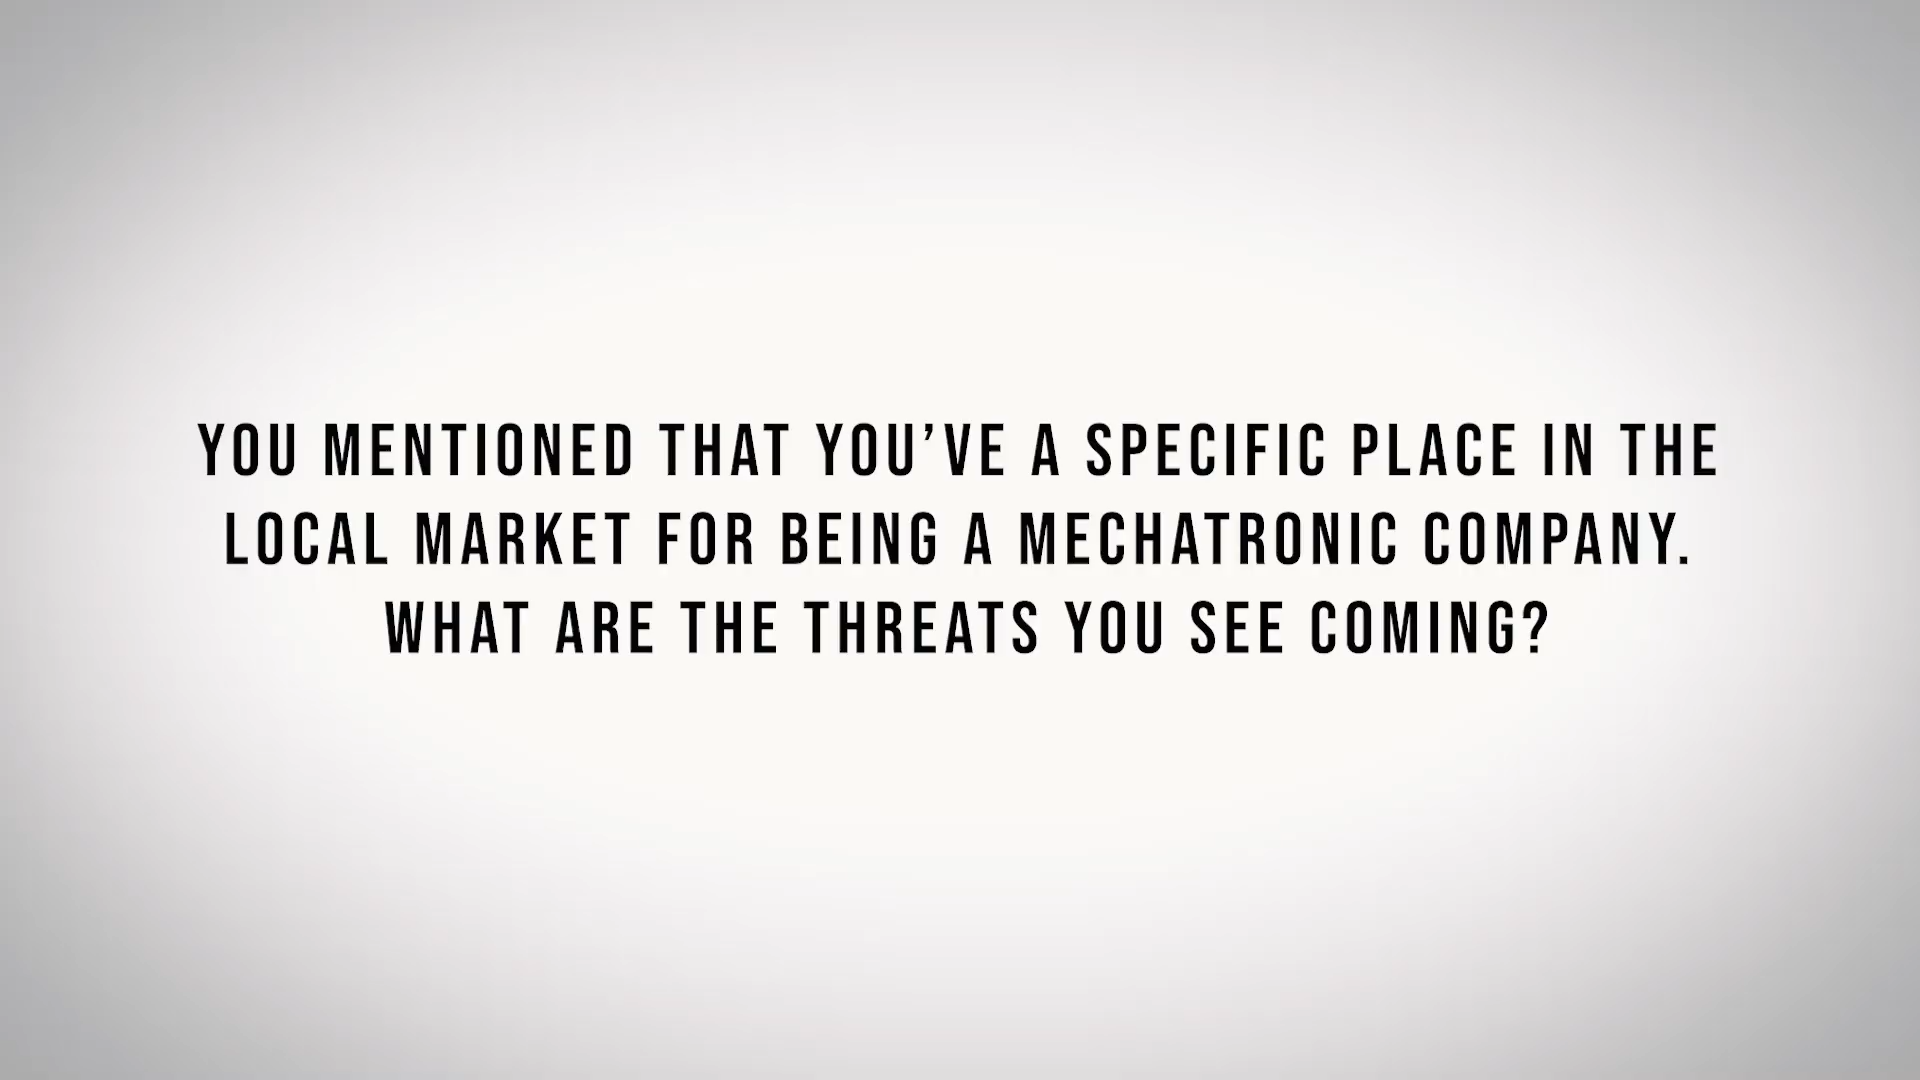 YOU MENTIONED THAT YOU’VE A SPECIFIC PLACE IN THE
LOCAL MARKET FOR BEING A MECHATRONIC COMPANY.
WHAT ARE THE THREATS YOU SEE COMING?